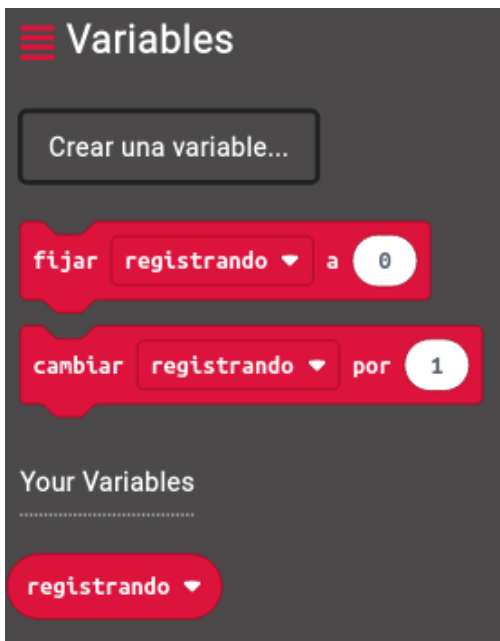 Variables
Crear una variable...
fijar registrando a 0
cambiar registrando por 1
Your Variables
registrando